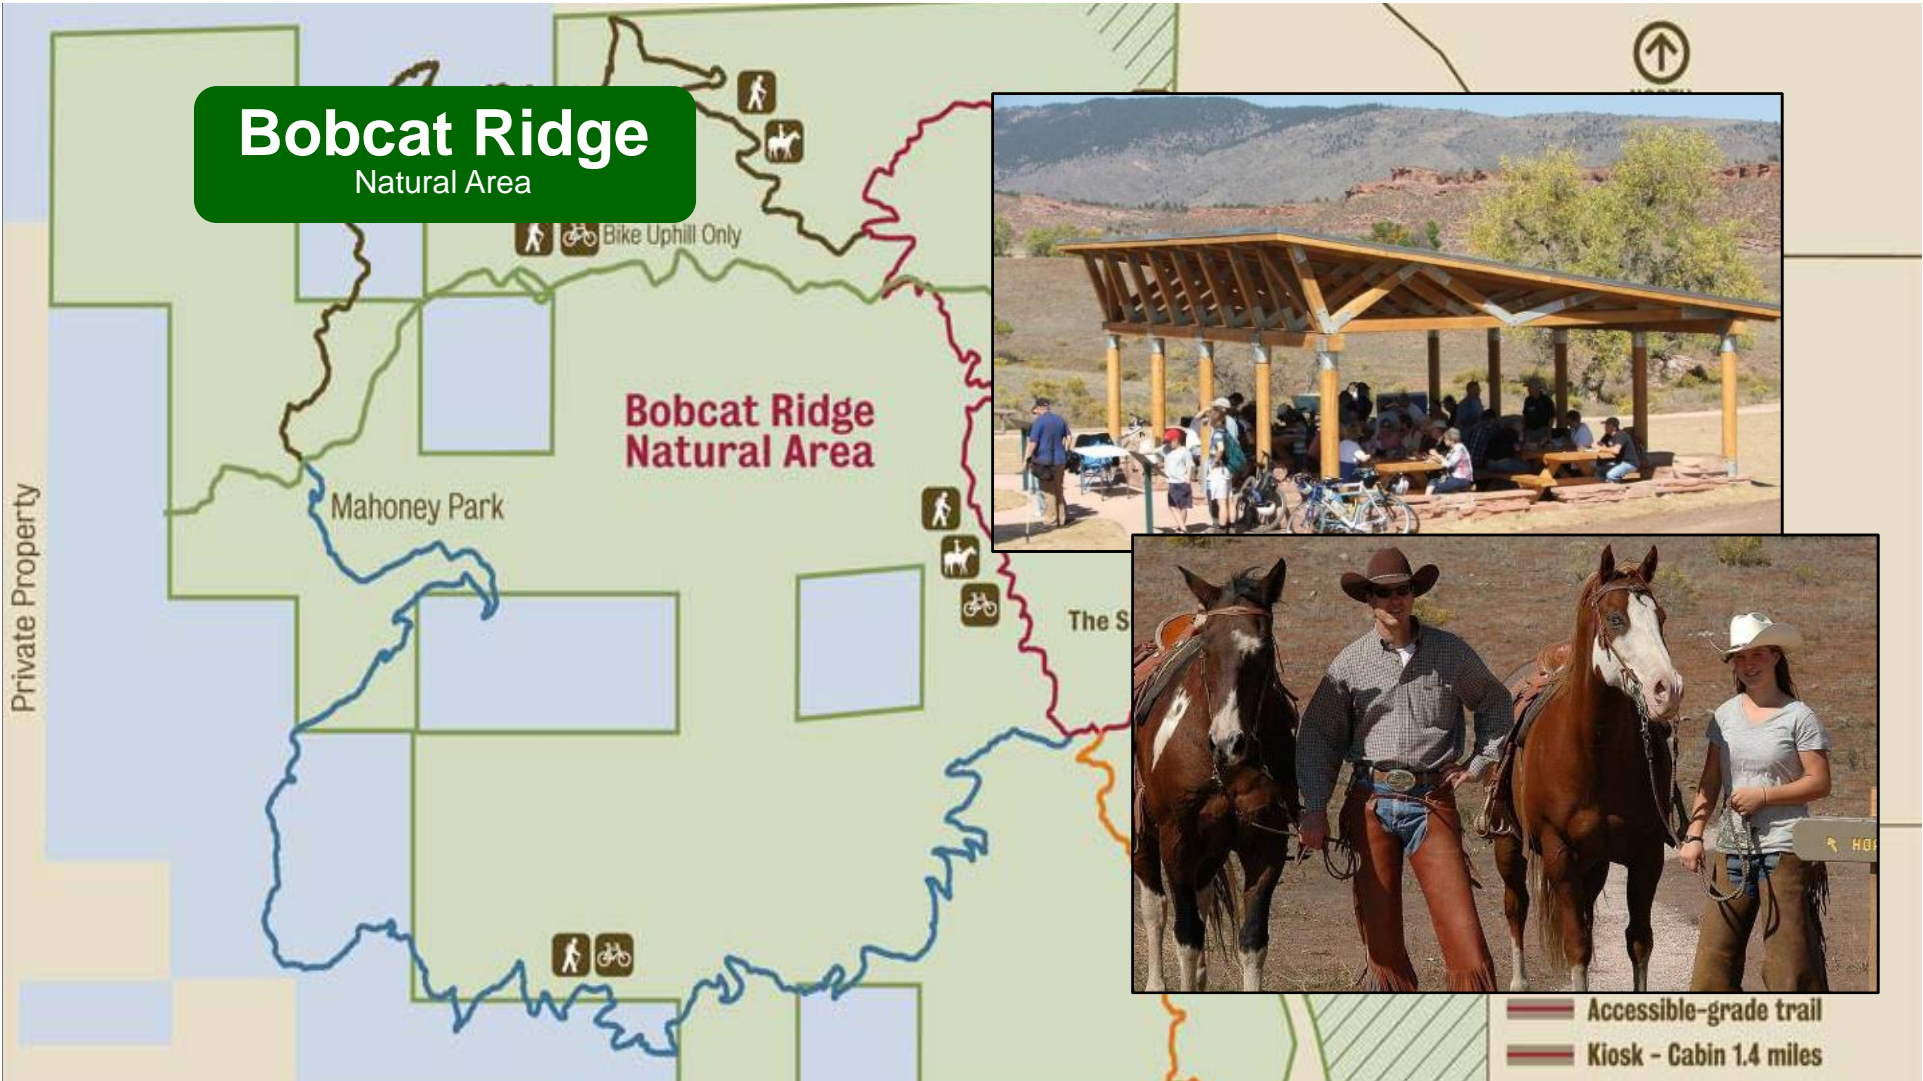 Bobcat Ridge
Natural Area
Bike Uphill Only
Bobcat Ridge
Natural Area
Mahoney Park
Private Property
The
Accessible-grade trail
Kiosk - Cabin 1.4 miles